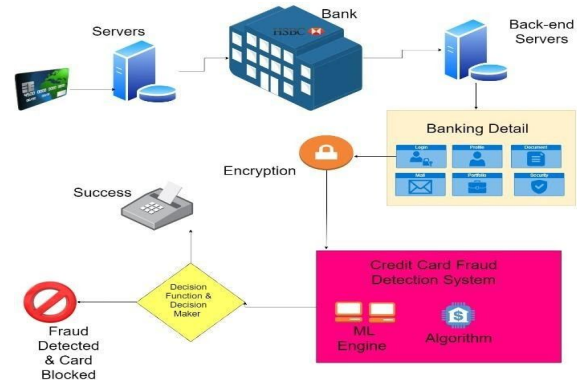 Bank
Servers
Back-end
Servers
HSBC
Banking Detail
Login
Profile
Document
Mail
Portfolio
Security
Encryption
Success
Credit Card Fraud
Detection System
ML
Engine
Algorithm
Decision
Function &
Decision
Maker
Fraud
Detected
& Card
Blocked